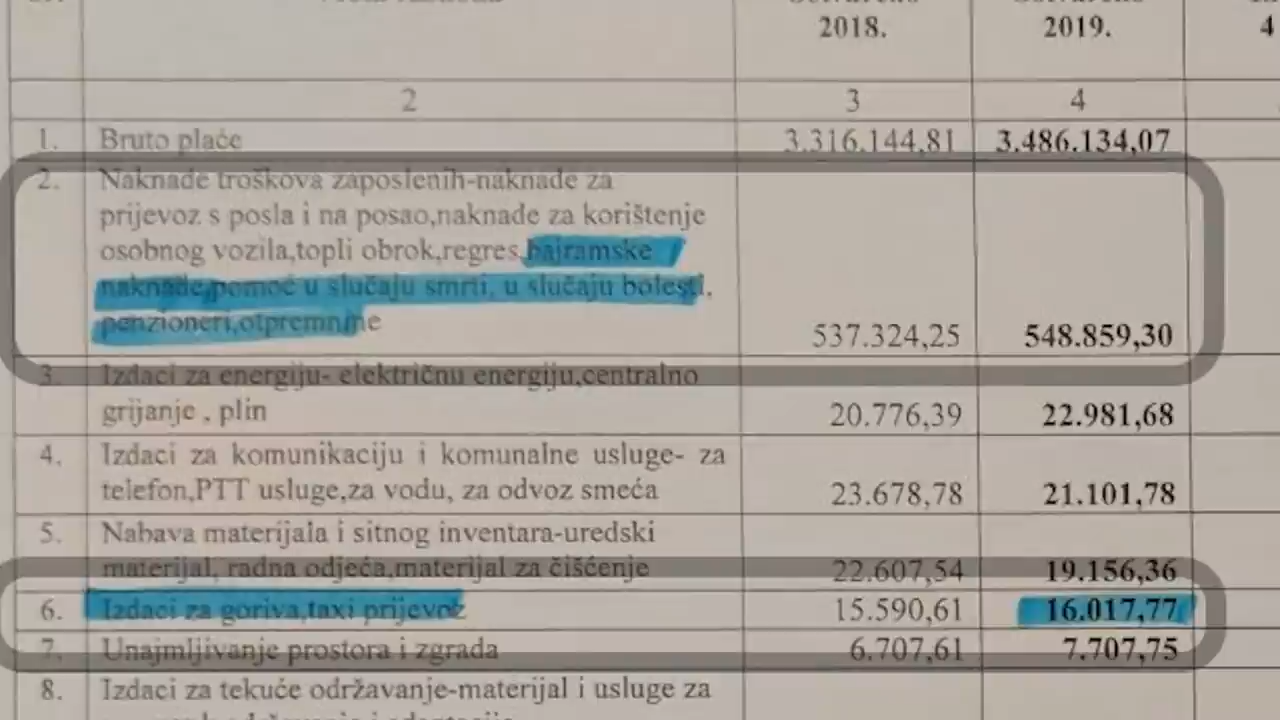 2018.
2019.
4
2
3
4
1. Bruto plaće 3.316.144,81 3.486.134,07
2. Naknade troškova zaposlenih-naknade za
prijevoz s posla i na posao,naknade za korištenje
osobnog vozila,topli obrok,regres,bajramske
naknade,pomoć u slučaju smrti, u slučaju bolesti,
penzioneri,otpremnine 537.324,25 548.859,30
3. Izdaci za energiju- električnu energiju,centralno
grijanje , plin 20.776,39 22.981,68
4. Izdaci za komunikaciju i komunalne usluge- za
telefon,PTT usluge,za vodu, za odvoz smeća 23.678,78 21.101,78
5. Nabava materijala i sitnog inventara-uredski
materijal, radna odjeća,materijal za čišćenje 22.607,54 19.156,36
6. Izdaci za goriva,taxi prijevoz 15.590,61 16.017,77
7. Unajmljivanje prostora i zgrada 6.707,61 7.707,75
8. Izdaci za tekuće održavanje-materijal i usluge za